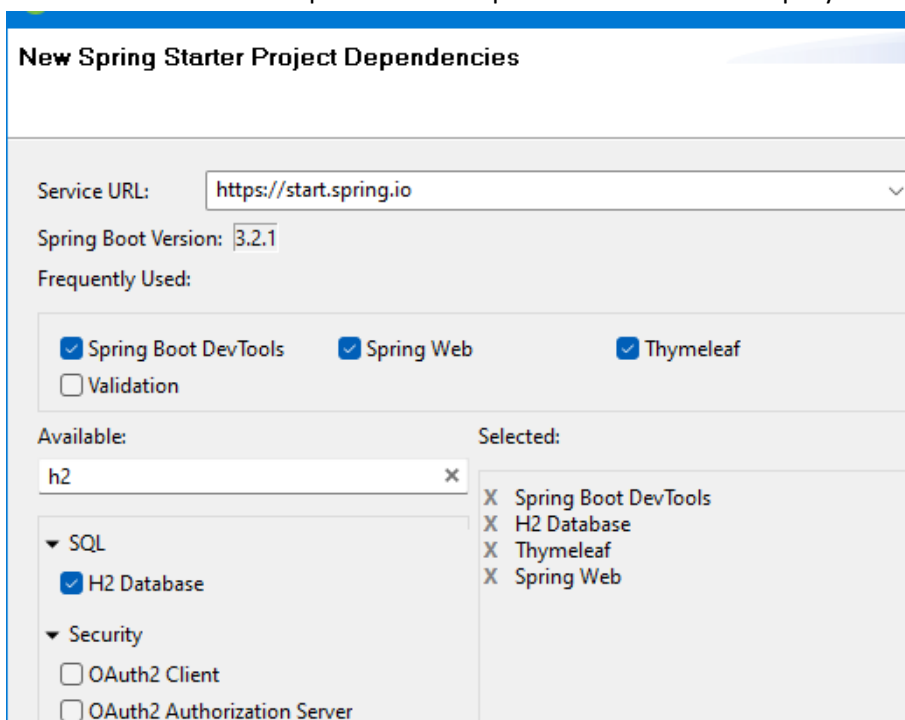 New Spring Starter Project Dependencies
Service URL: https://start.spring.io
Spring Boot Version: 3.2.1
Frequently Used:
Spring Boot DevTools Spring Web Thymeleaf
Validation
Available: Selected:
h2
X Spring Boot DevTools
X H2 Database
X Thymeleaf
X Spring Web
SQL
H2 Database
Security
OAuth2 Client
OAuth2 Authorization Server